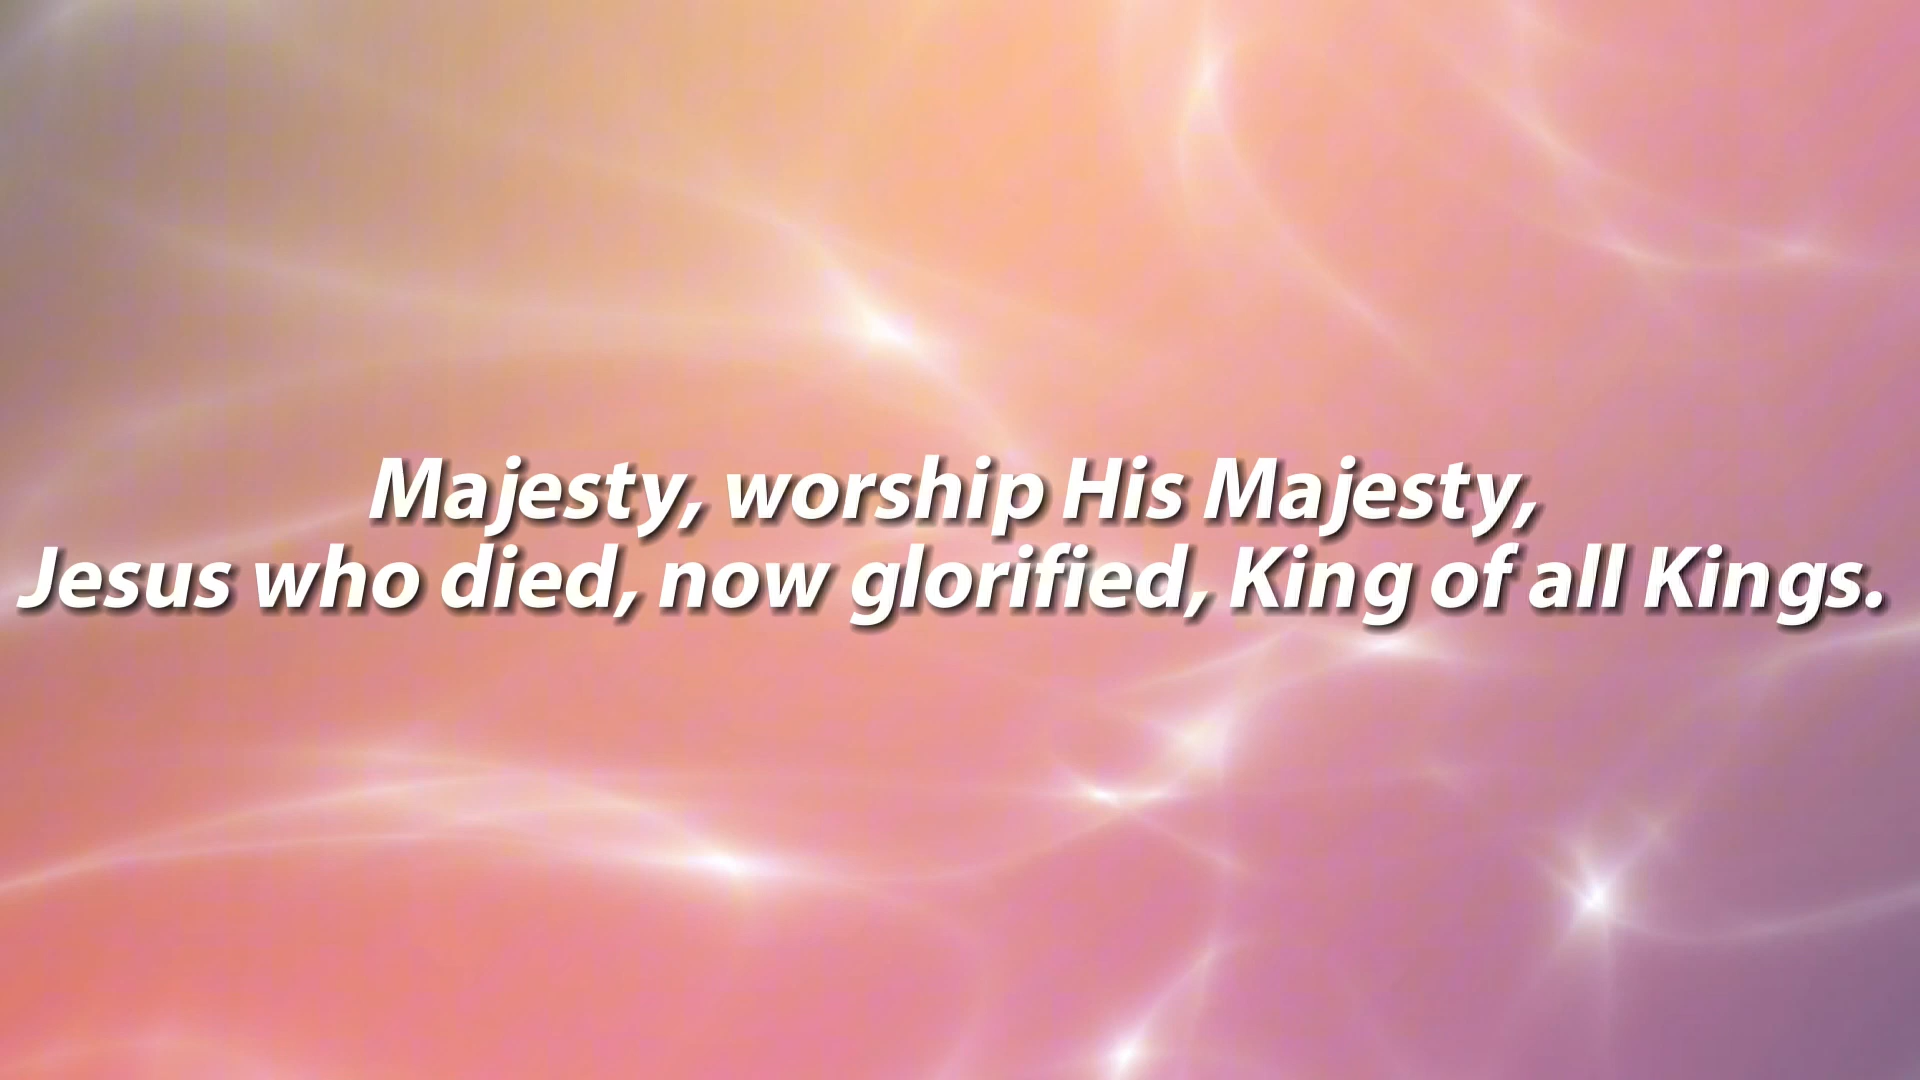 Majesty, worship His Majesty,
Jesus who died, now glorified, King of all Kings.